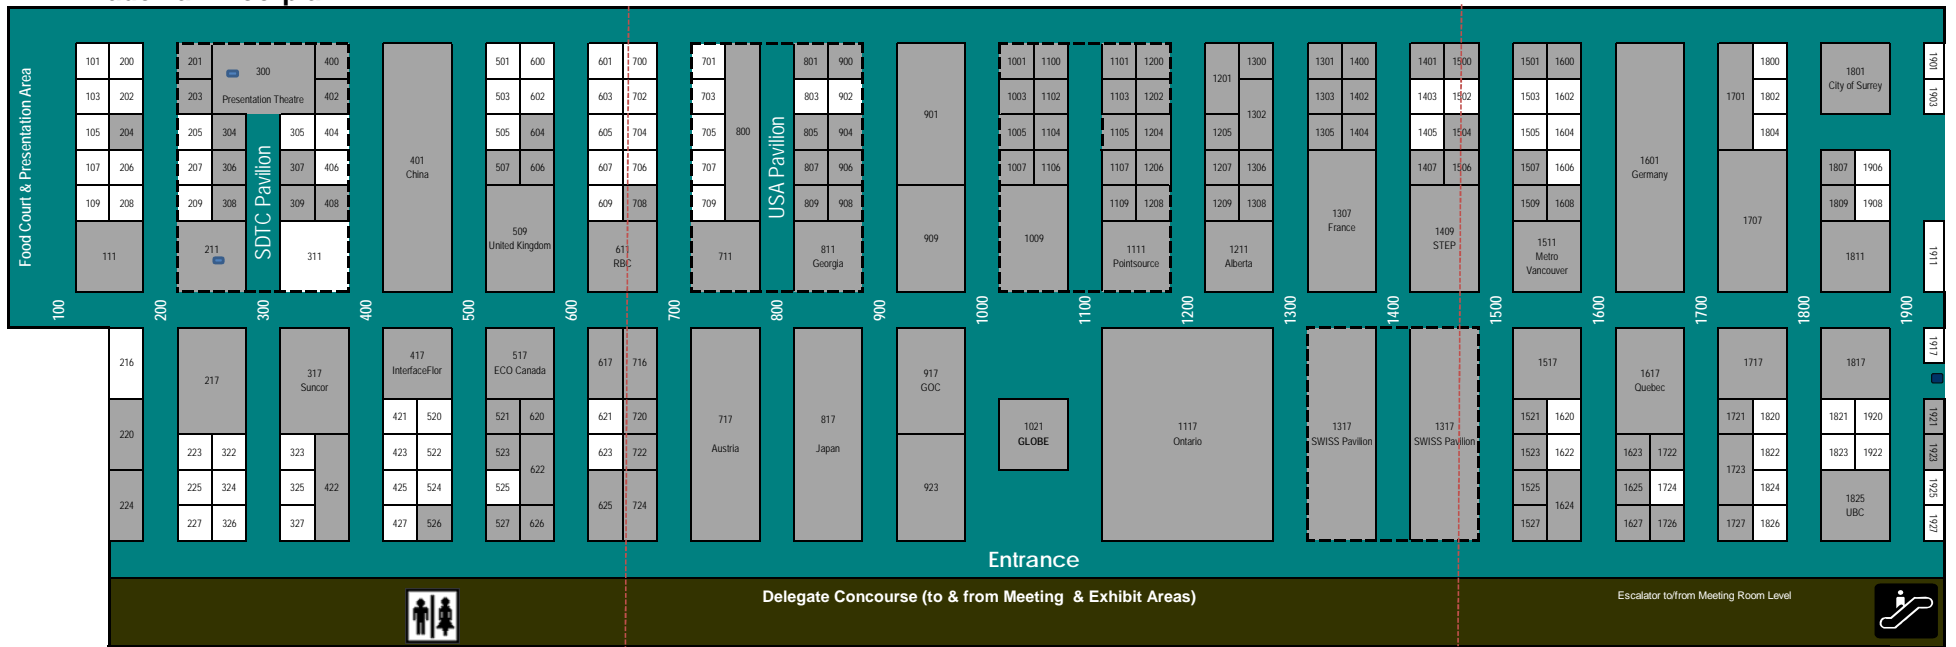 Food Court & Presentation Area
101 200 201 300 400 501 600 601 700 701 801 900 1001 1100 1101 1200 1201 1300 1301 1400 1401 1500 1501 1600 1800 1801 City of Surrey 1901
103 202 203 Presentation Theatre 402 503 602 603 702 703 803 902 1003 1102 1103 1202 1303 1402 1403 1502 1503 1602 1701 1802 1903
105 204 205 304 305 404 505 604 605 704 705 800 805 904 901 1005 1104 1105 1204 1205 1302 1305 1404 1405 1504 1505 1604 1804
107 206 207 306 307 406 401 China 507 606 607 706 707 807 906 1007 1106 1107 1206 1207 1306 1407 1506 1507 1606 1601 Germany 1807 1906
109 208 209 308 309 408 609 708 709 809 908 1109 1208 1209 1308 1509 1608 1809 1908
SDTC Pavilion
USA Pavilion
111 211 311 509 United Kingdom 611 RBC 711 811 Georgia 909 1009 1111 Pointsource 1211 Alberta 1307 France 1409 STEP 1511 Metro Vancouver 1707 1811 1911
100 200 300 400 500 600 700 800 900 1000 1100 1200 1300 1400 1500 1600 1700 1800 1900
216 217 317 Suncor 417 InterfaceFlor 517 ECO Canada 617 716 917 GOC 1517 1617 Quebec 1717 1817 1917
220 421 520 521 620 621 720 717 Austria 817 Japan 1021 GLOBE 1117 Ontario 1317 SWISS Pavilion 1317 SWISS Pavilion 1521 1620 1721 1820 1821 1920 1921
223 322 323 423 522 523 622 623 722 1523 1622 1623 1722 1723 1822 1823 1922 1923
224 225 324 325 422 425 524 525 625 724 923 1525 1624 1625 1724 1824 1825 UBC 1925
227 326 327 427 526 527 626 1527 1627 1726 1727 1826 1927
Entrance
Delegate Concourse (to & from Meeting & Exhibit Areas)
Escalator to/from Meeting Room Level